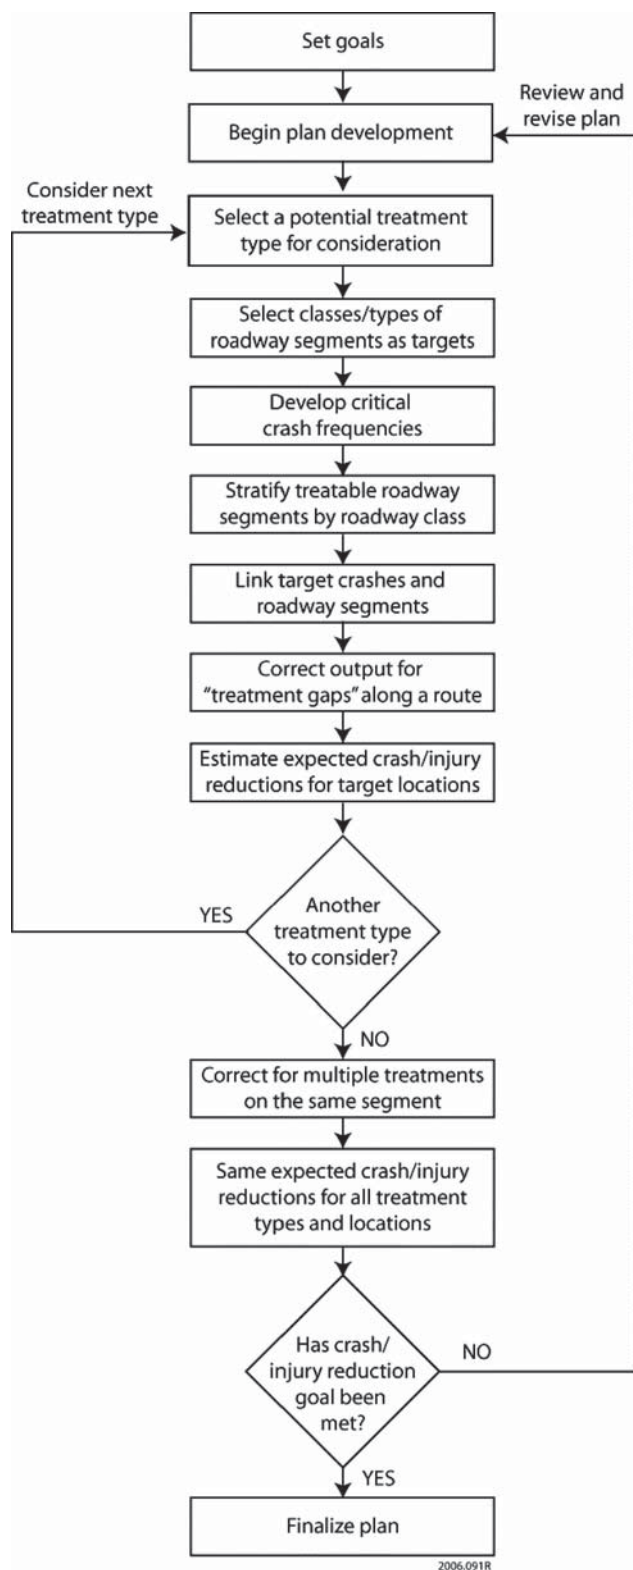 Set goals
Review and
revise plan
Begin plan development
Consider next
treatment type
Select a potential treatment
type for consideration
Select classes/types of
roadway segments as targets
Develop critical
crash frequencies
Stratify treatable roadway
segments by roadway class
Link target crashes and
roadway segments
Correct output for
“treatment gaps” along a route
Estimate expected crash/injury
reductions for target locations
YES
Another
treatment type
to consider?
NO
Correct for multiple treatments
on the same segment
Same expected crash/injury
reductions for all treatment
types and locations
Has crash/
injury reduction
goal been
met?
NO
YES
Finalize plan
2006.091R